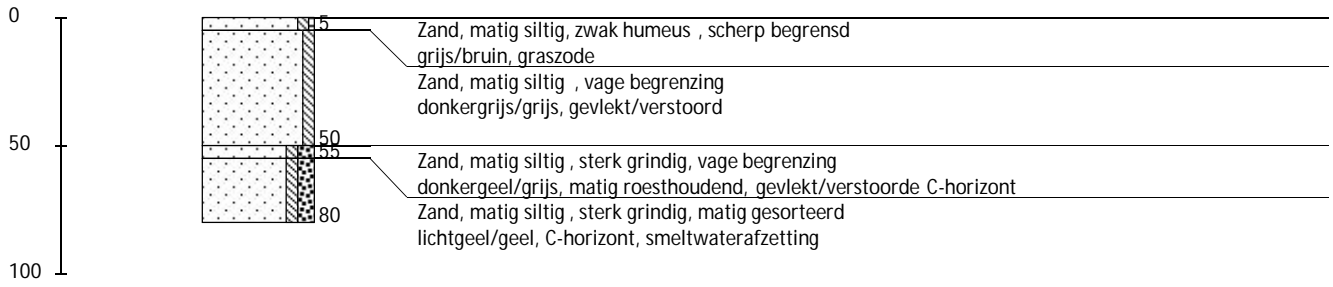 0
5
Zand, matig siltig, zwak humeus , scherp begrensd
grijs/bruin, graszode
Zand, matig siltig , vage begrenzing
donkergrijs/grijs, gevlekt/verstoord
50
50
55
Zand, matig siltig , sterk grindig, vage begrenzing
donkergeel/grijs, matig roesthoudend, gevlekt/verstoorde C-horizont
80
Zand, matig siltig , sterk grindig, matig gesorteerd
lichtgeel/geel, C-horizont, smeltwaterafzetting
100